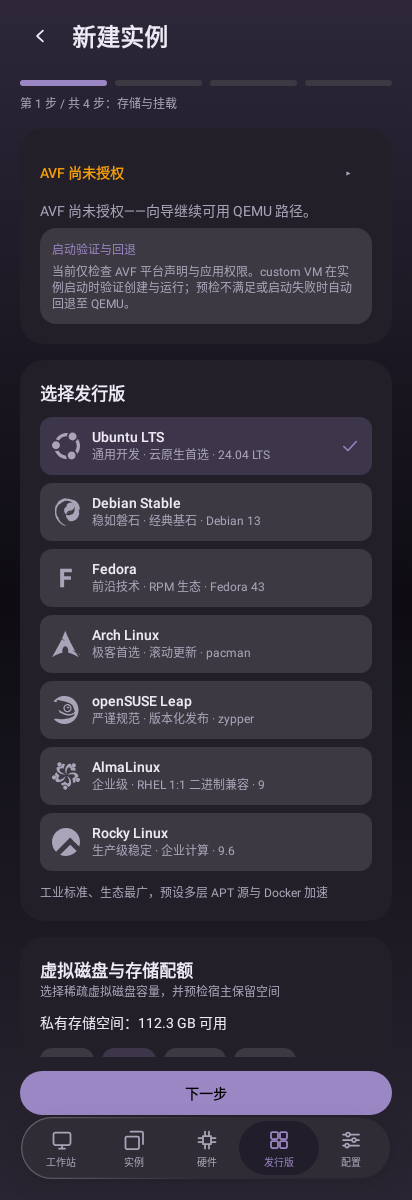 新建实例
第 1 步 / 共 4 步：存储与挂载
AVF 尚未授权
AVF 尚未授权——向导继续可用 QEMU 路径。
启动验证与回退
当前仅检查 AVF 平台声明与应用权限。custom VM 在实
例启动时验证创建与运行；预检不满足或启动失败时自动
回退至 QEMU。
选择发行版
Ubuntu LTS
通用开发 · 云原生首选 · 24.04 LTS
Debian Stable
稳如磐石 · 经典基石 · Debian 13
Fedora
前沿技术 · RPM 生态 · Fedora 43
Arch Linux
极客首选 · 滚动更新 · pacman
openSUSE Leap
严谨规范 · 版本化发布 · zypper
AlmaLinux
企业级 · RHEL 1:1 二进制兼容 · 9
Rocky Linux
生产级稳定 · 企业计算 · 9.6
工业标准、生态最广，预设多层 APT 源与 Docker 加速
虚拟磁盘与存储配额
选择稀疏虚拟磁盘容量，并预检宿主保留空间
私有存储空间：112.3 GB 可用
下一步
工作站
实例
硬件
发行版
配置